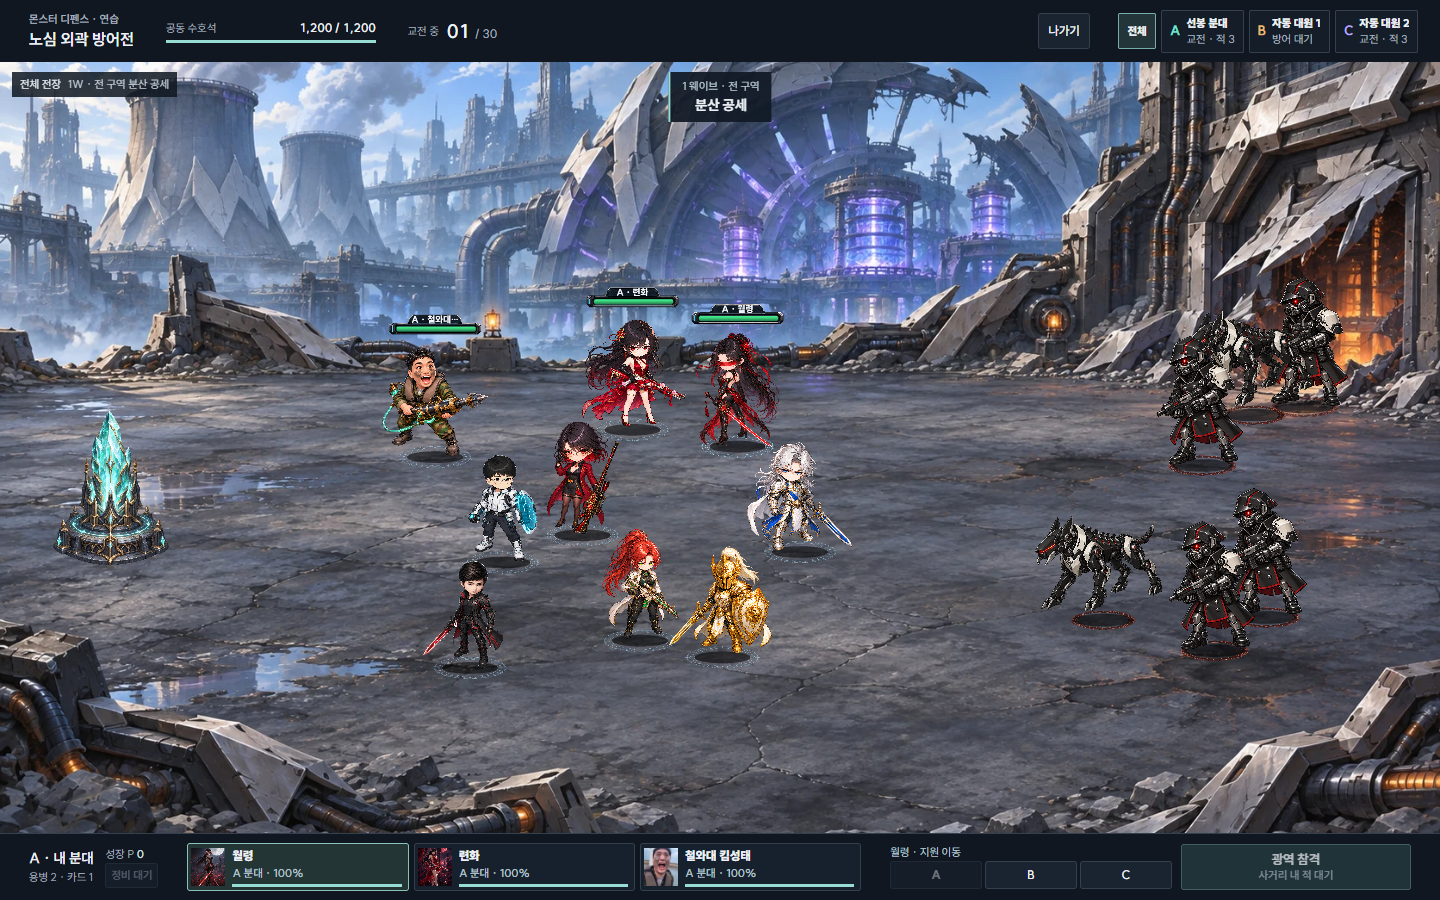 몬스터 디펜스 · 연습
노심 외곽 방어전
공동 수호석 1,200 / 1,200
교전 중 01 / 30
나가기
전체
A 선봉 분대
교전 · 적 3
B 자동 대원 1
방어 대기
C 자동 대원 2
교전 · 적 3
전체 전장 1W · 전 구역 분산 공세
1 웨이브 · 전 구역
분산 공세
A · 련화
A · 월령
A · 철와대…
A · 내 분대
용병 2 · 카드 1
성장 P 0
정비 대기
월령
A 분대 · 100%
련화
A 분대 · 100%
철와대 킴성태
A 분대 · 100%
월령 · 지원 이동
A
B
C
광역 참격
사거리 내 적 대기